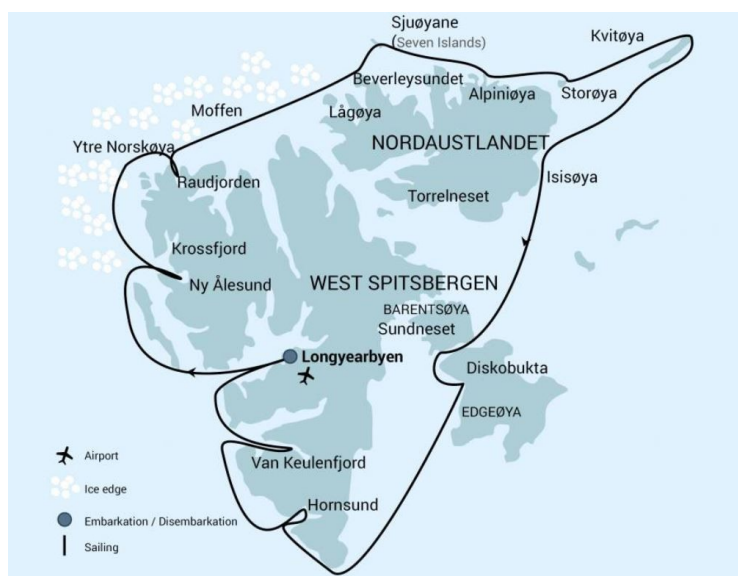 Sjuøyane
(Seven Islands)
Kvitøya
Beverleysundet
Alpiniøya
Storøya
Moffen
Lågøya
NORDAUSTLANDET
Ytre Norskøya
Raudjorden
Isisøya
Torrelneset
Krossfjord
Ny Ålesund
WEST SPITSBERGEN
BARENTSØYA
Sundneset
Longyearbyen
Diskobukta
EDGEØYA
Airport
Van Keulenfjord
Ice edge
Hornsund
Embarkation / Disembarkation
Sailing